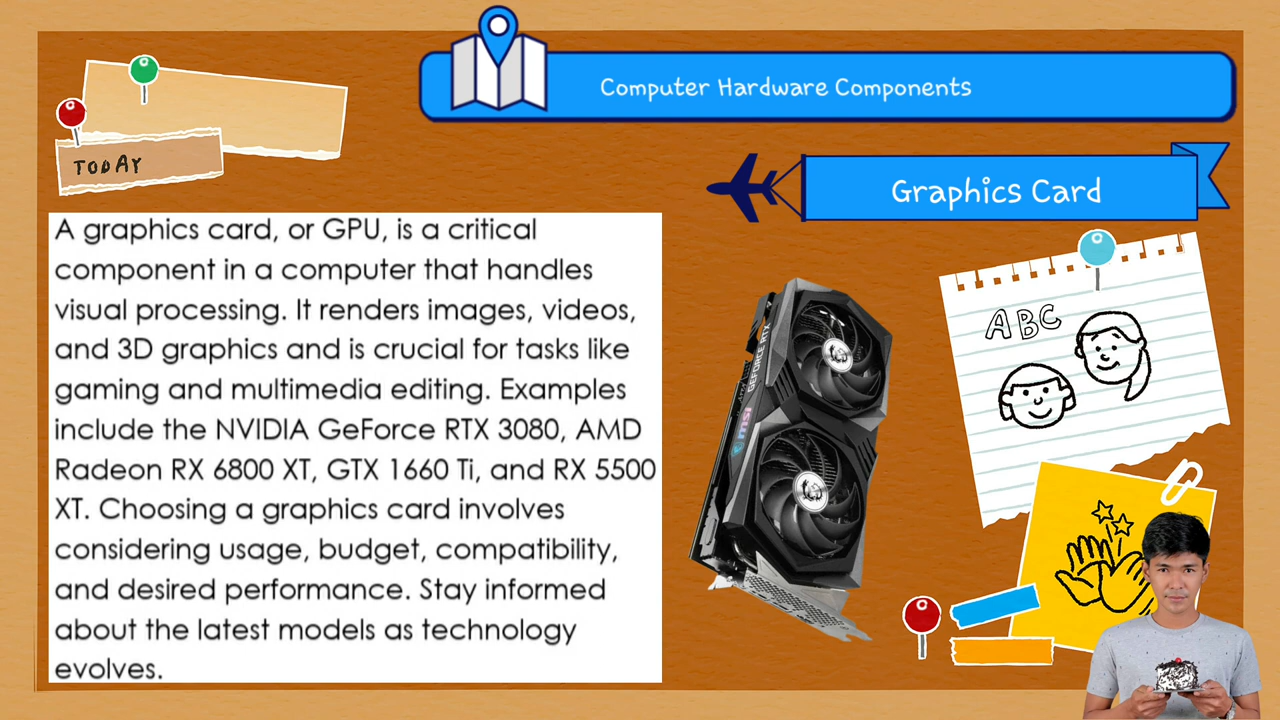 Computer Hardware Components
TODAY
Graphics Card
A graphics card, or GPU, is a critical
component in a computer that handles
visual processing. It renders images, videos,
and 3D graphics and is crucial for tasks like
gaming and multimedia editing. Examples
include the NVIDIA GeForce RTX 3080, AMD
Radeon RX 6800 XT, GTX 1660 Ti, and RX 5500
XT. Choosing a graphics card involves
considering usage, budget, compatibility,
and desired performance. Stay informed
about the latest models as technology
evolves.
GEFORCE RTX
msi
ABC